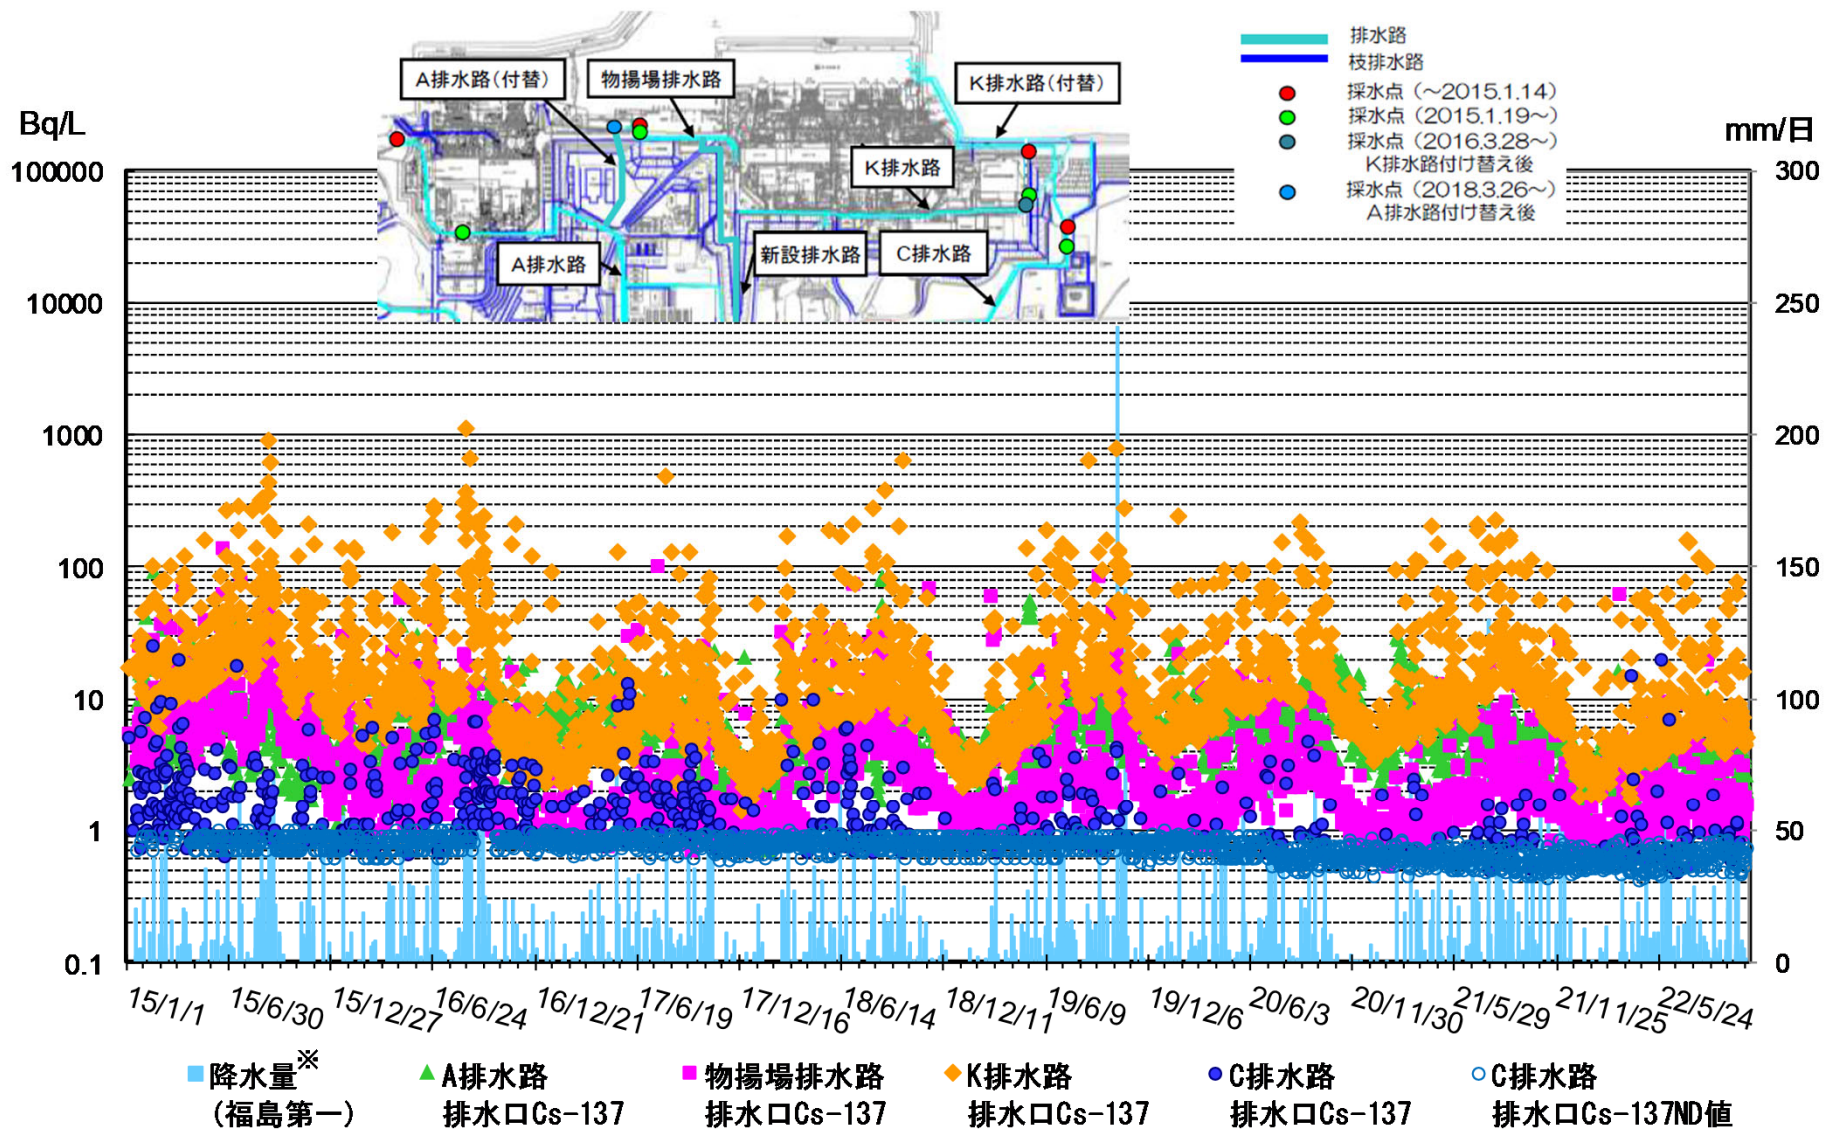 排水路
枝排水路
採水点（～2015.1.14）
採水点（2015.1.19～）
採水点（2016.3.28～）
K排水路付け替え後
採水点（2018.3.26～）
A排水路付け替え後
A排水路(付替)
物揚場排水路
K排水路(付替)
K排水路
A排水路
新設排水路
C排水路
Bq/L
mm/日
100000
10000
1000
100
10
1
0.1
300
250
200
150
100
50
0
15/1/1
15/6/30
15/12/27
16/6/24
16/12/21
17/6/19
17/12/16
18/6/14
18/12/11
19/6/9
19/12/6
20/6/3
20/11/30
21/5/29
21/11/25
22/5/24
降水量※
(福島第一)
A排水路
排水口Cs-137
物揚場排水路
排水口Cs-137
K排水路
排水口Cs-137
C排水路
排水口Cs-137
C排水路
排水口Cs-137ND値